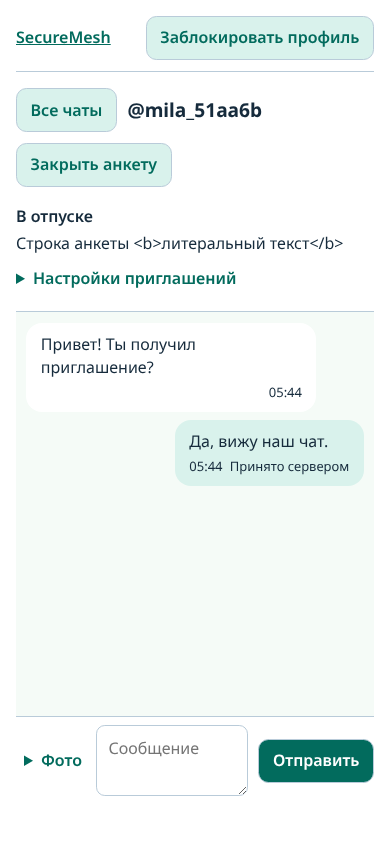 SecureMesh
Заблокировать профиль
Все чаты
@mila_51aa6b
Закрыть анкету
В отпуске
Строка анкеты <b>литеральный текст</b>
Настройки приглашений
Привет! Ты получил
приглашение?
05:44
Да, вижу наш чат.
05:44 Принято сервером
Фото
Сообщение
Отправить